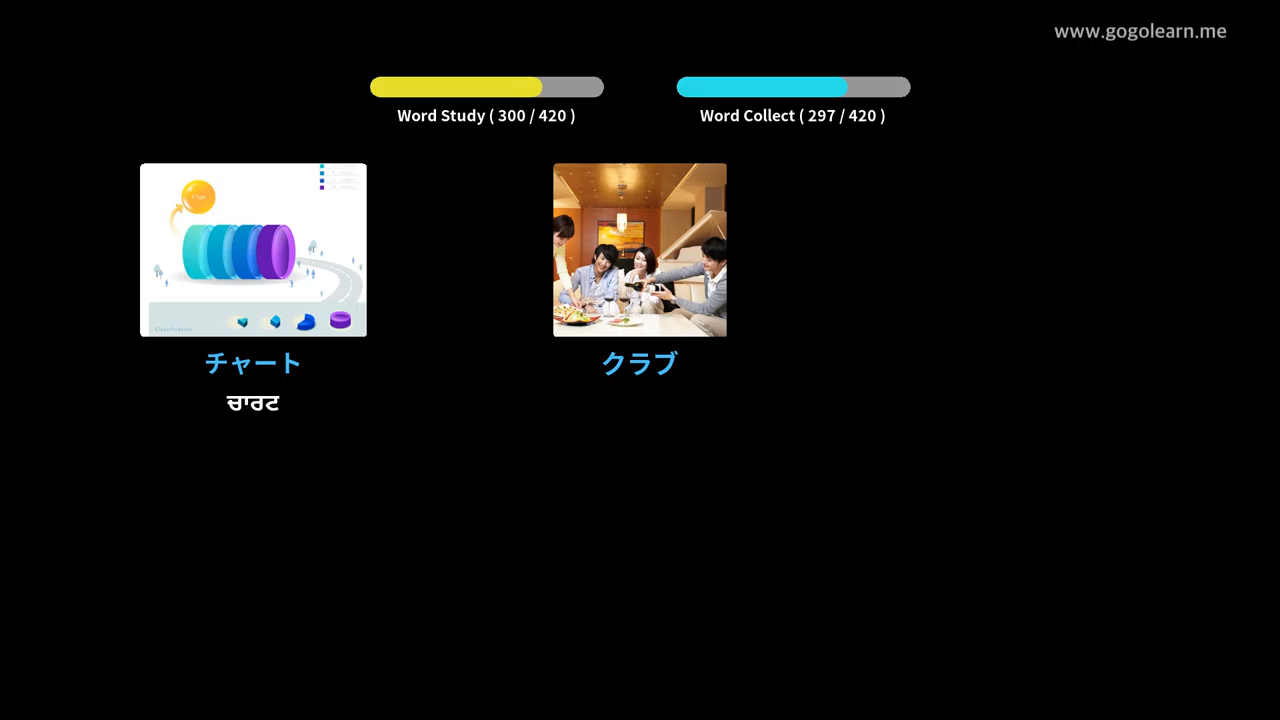 www.gogolearn.me
Word Study ( 300 / 420 )
Word Collect ( 297 / 420 )
Classification
チャート
クラブ
ਚਾਰਟ